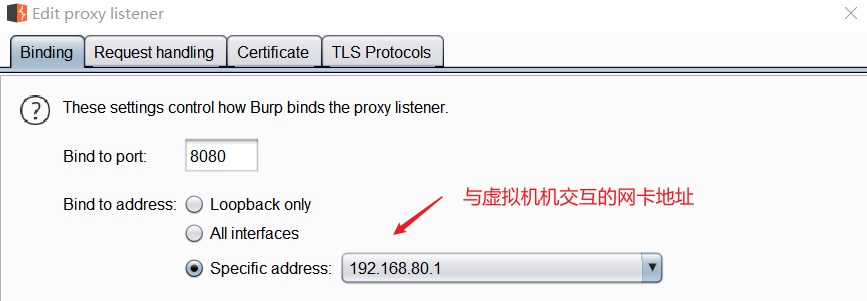 Edit proxy listener
Binding Request handling Certificate TLS Protocols
? These settings control how Burp binds the proxy listener.
Bind to port: 8080
与虚拟机机交互的网卡地址
Bind to address: Loopback only
All interfaces
Specific address: 192.168.80.1